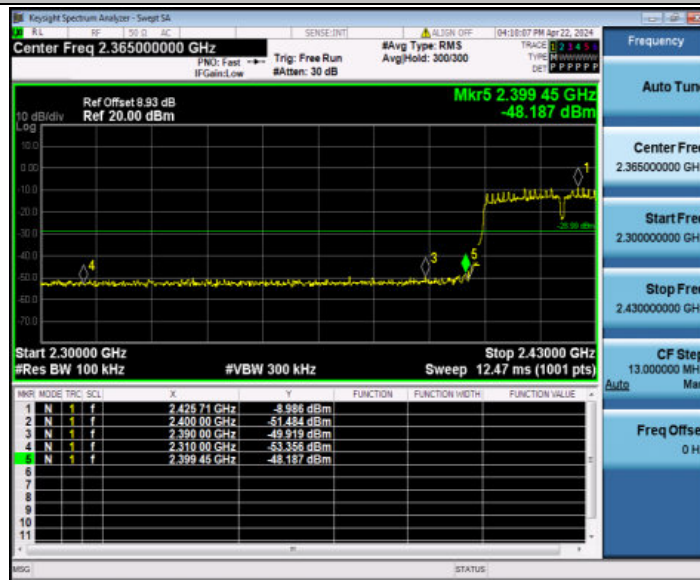 Keysight Spectrum Analyzer - Swept SA
RL RF 50 Ω AC SENSE:INT ALIGN OFF 04:10:07 PM Apr 22, 2024
Center Freq 2.365000000 GHz
PNO: Fast
IFGain:Low
Trig: Free Run
#Atten: 30 dB
#Avg Type: RMS
Avg|Hold: 300/300
TRACE 1 2 3 4 5 6
TYPE
DET P P P P P P
Frequency
Auto Tune
Center Freq
2.365000000 GHz
Start Freq
2.300000000 GH
Stop Freq
2.430000000 GH
CF Step
13.000000 MH
Auto Man
Freq Offse
0 H
Ref Offset 8.93 dB
10 dB/div Ref 20.00 dBm
Log
Mkr5 2.399 45 GHz
-48.187 dBm
10.0
0.00
-10.0
-20.0
-30.0
-40.0
-50.0
-60.0
-70.0
1
3
4
5
Start 2.30000 GHz
Stop 2.43000 GHz
#Res BW 100 kHz #VBW 300 kHz Sweep 12.47 ms (1001 pts)
MKR MODE TRC SCL X Y FUNCTION FUNCTION WIDTH FUNCTION VALUE
1 N 1 f 2.425 71 GHz -8.986 dBm
2 N 1 f 2.400 00 GHz -51.484 dBm
3 N 1 f 2.390 00 GHz -49.919 dBm
4 N 1 f 2.310 00 GHz -53.356 dBm
5 N 1 f 2.399 45 GHz -48.187 dBm
6
7
8
9
10
11
MSG STATUS